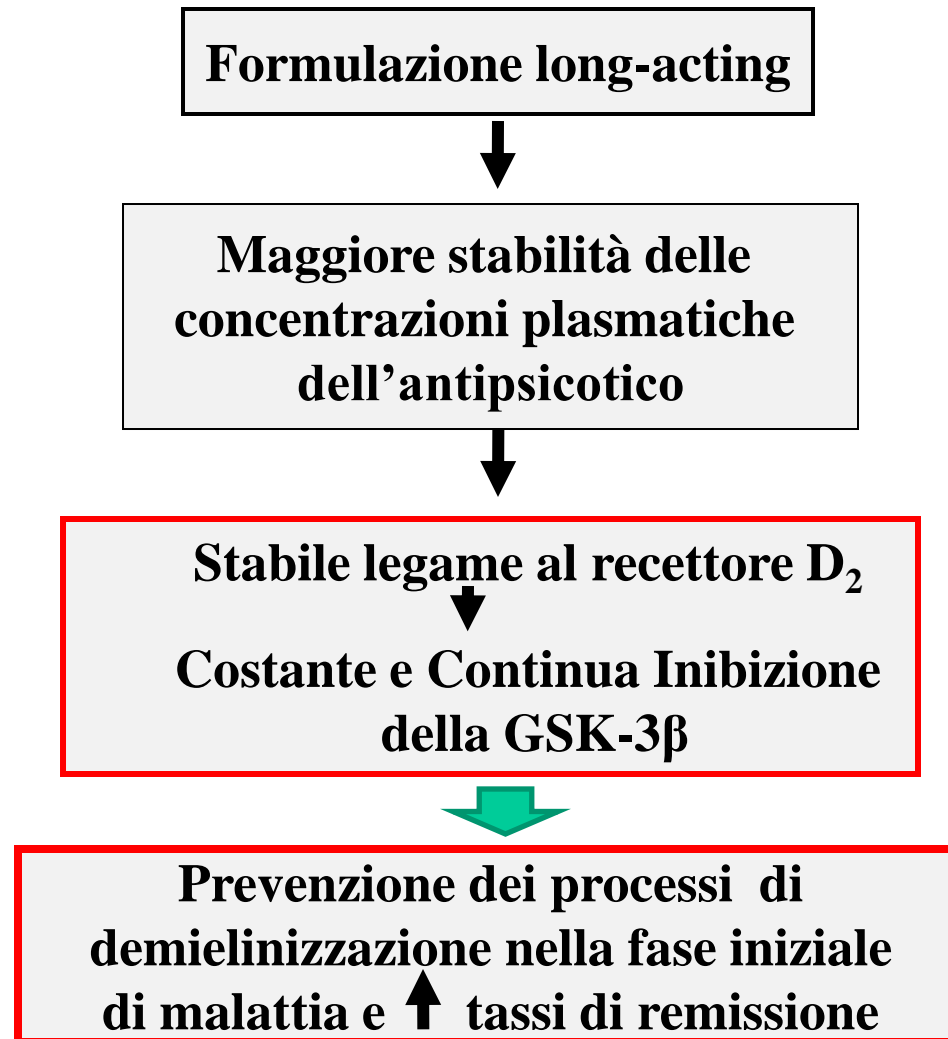 Formulazione long-acting
Maggiore stabilità delle
concentrazioni plasmatiche
dell’antipsicotico
Stabile legame al recettore D₂
Costante e Continua Inibizione
della GSK-3β
Prevenzione dei processi di
demielinizzazione nella fase iniziale
di malattia e ↑ tassi di remissione